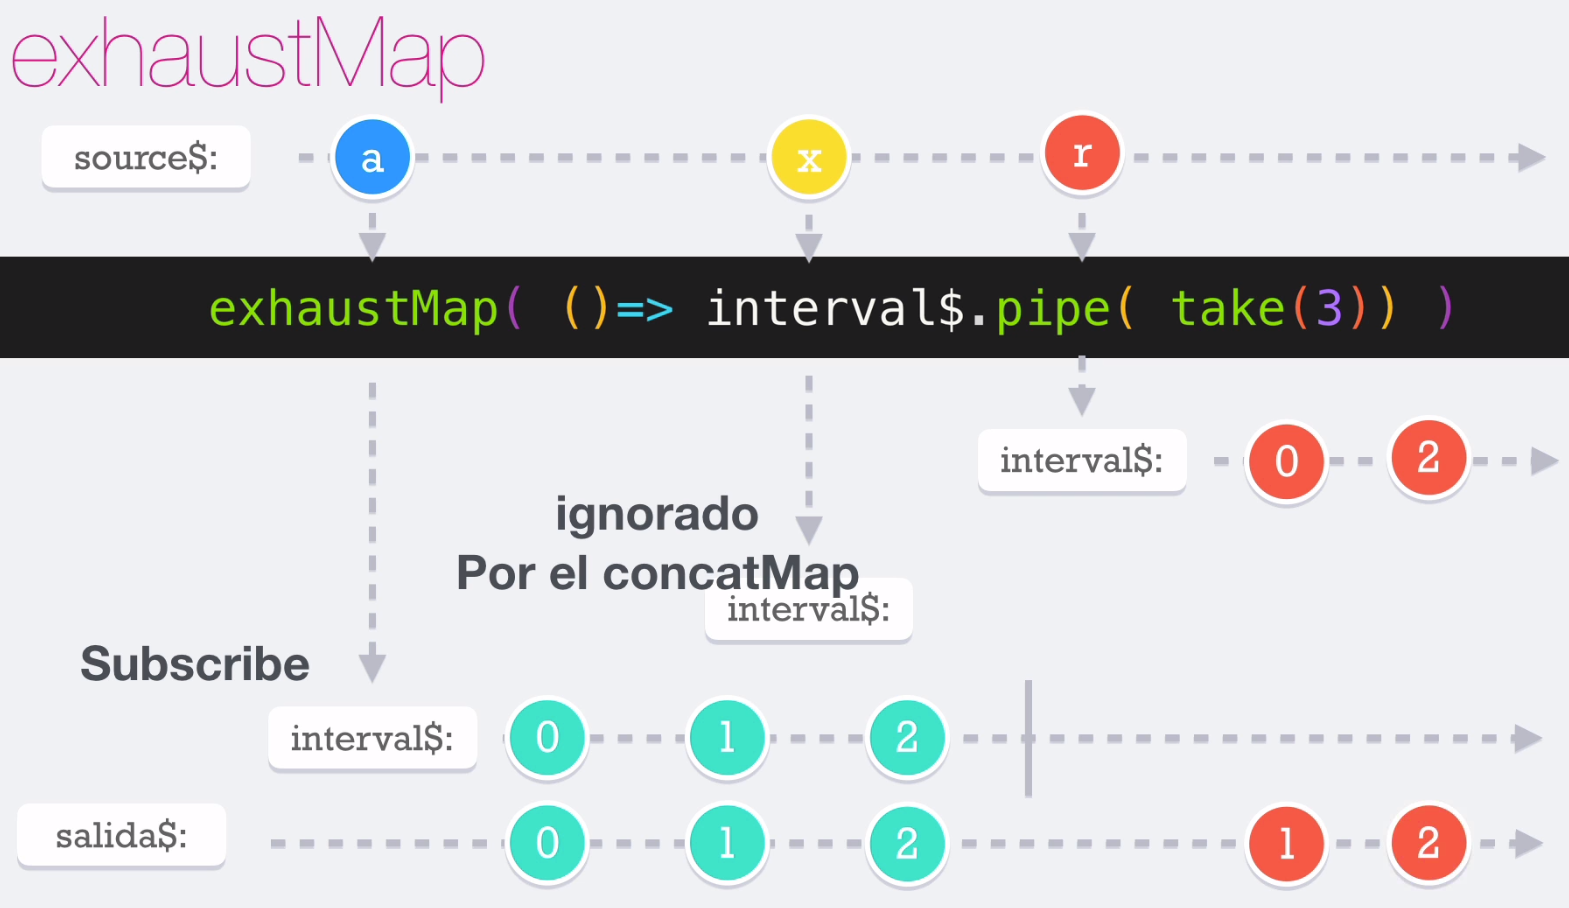 exhaustMap
source$: a x r
exhaustMap( ()=> interval$.pipe( take(3)) )
interval$: 0 2
ignorado
Por el concatMap
interval$:
Subscribe
interval$: 0 1 2
salida$: 0 1 2 1 2